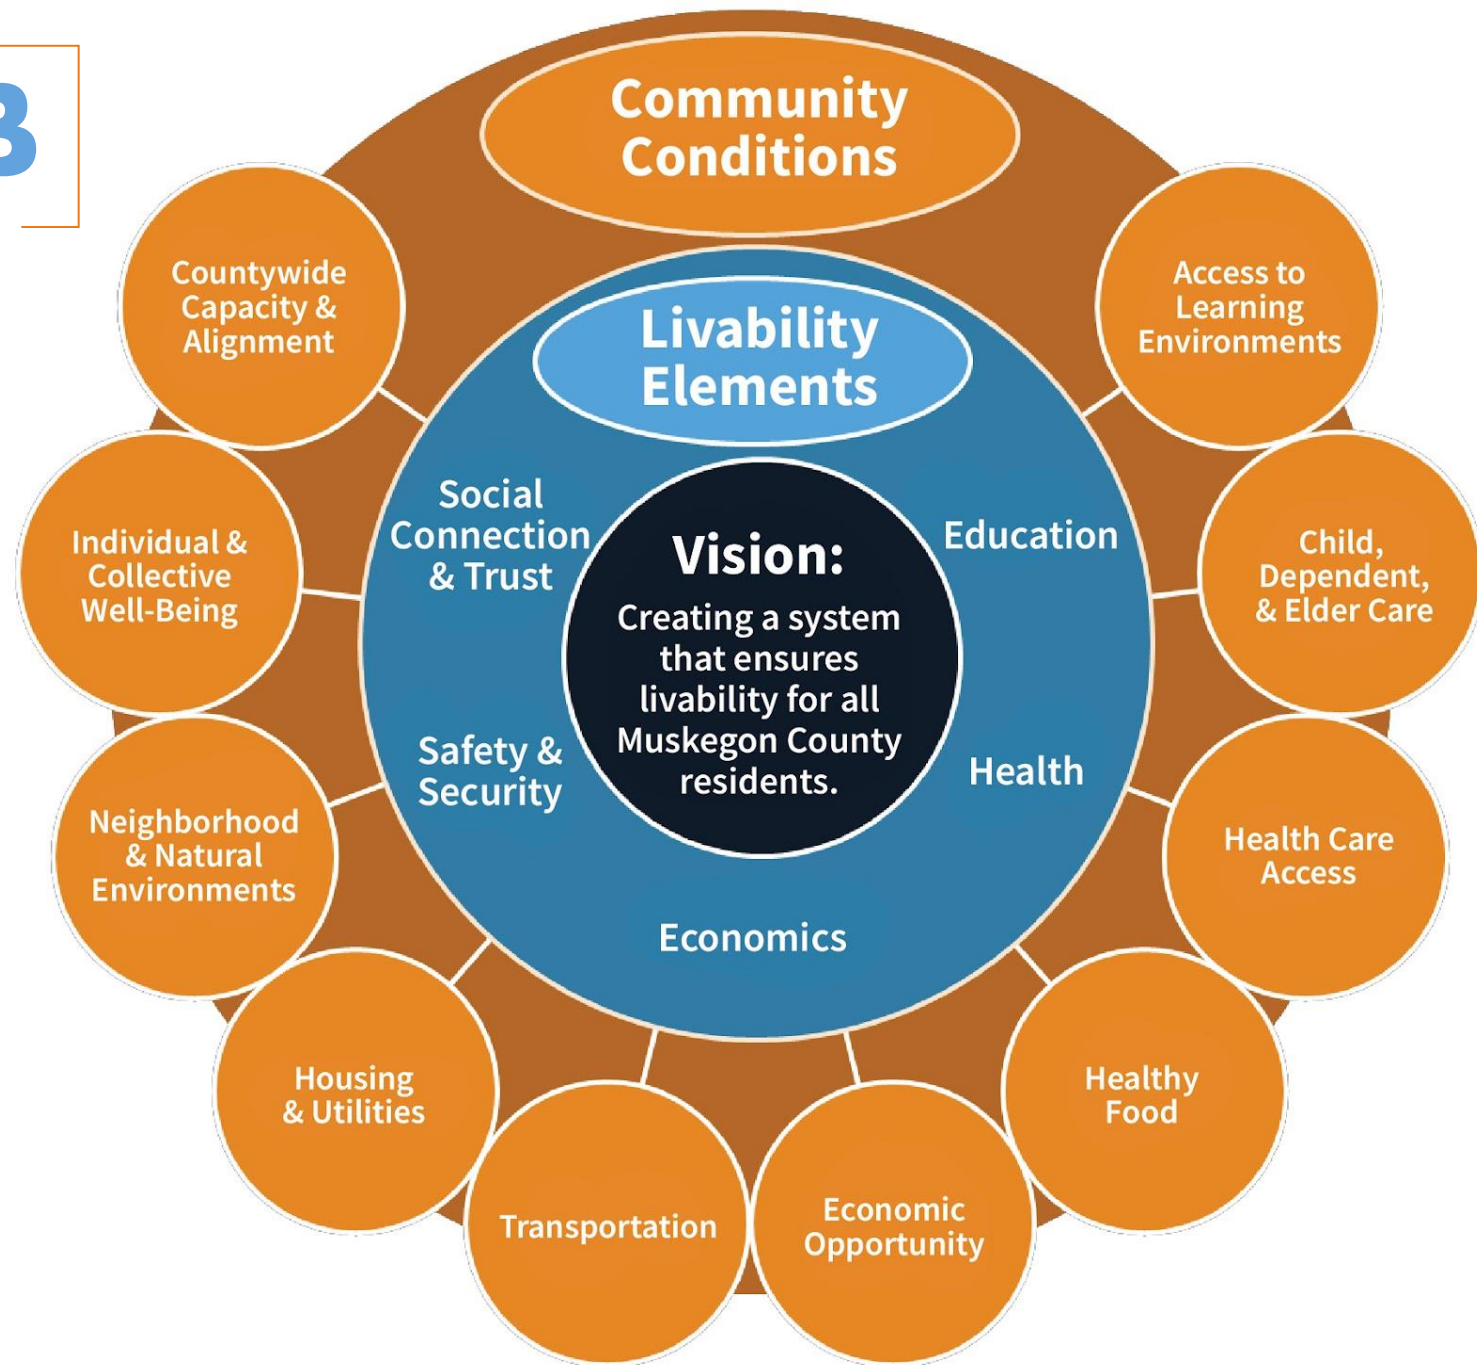 B
Community
Conditions
Livability
Elements
Vision:
Creating a system
that ensures
livability for all
Muskegon County
residents.
Social
Connection
& Trust
Education
Safety &
Security
Health
Economics
Countywide
Capacity &
Alignment
Access to
Learning
Environments
Individual &
Collective
Well-Being
Child,
Dependent,
& Elder Care
Neighborhood
& Natural
Environments
Health Care
Access
Housing
& Utilities
Healthy
Food
Transportation
Economic
Opportunity